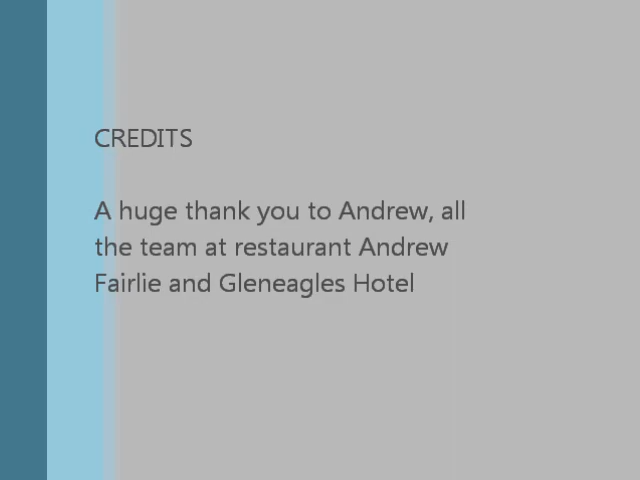 CREDITS
A huge thank you to Andrew, all
the team at restaurant Andrew
Fairlie and Gleneagles Hotel